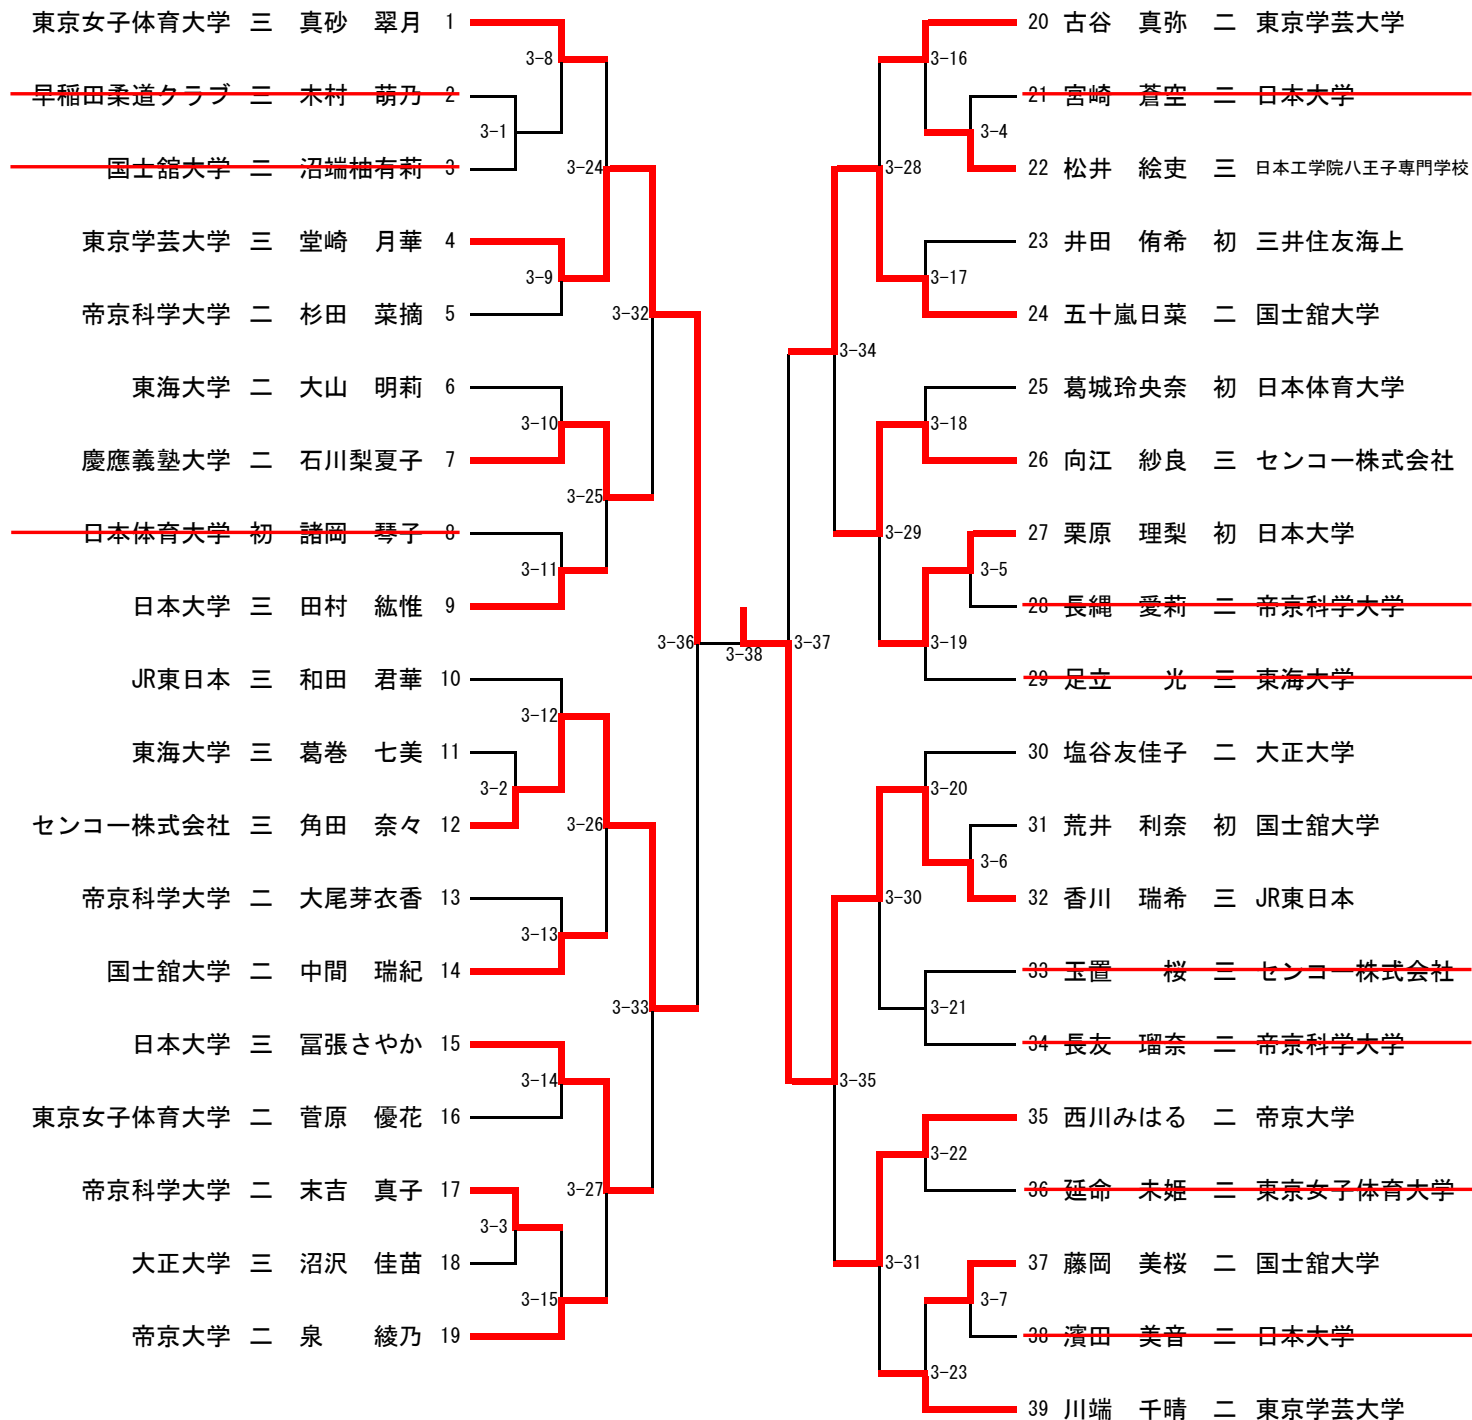 東京女子体育大学 三 真砂 翠月 1
早稲田柔道クラブ 三 木村 萌乃 2
国士舘大学 二 沼端柚有莉 3
東京学芸大学 三 堂崎 月華 4
帝京科学大学 二 杉田 菜摘 5
東海大学 二 大山 明莉 6
慶應義塾大学 二 石川梨夏子 7
日本体育大学 初 諸岡 琴子 8
日本大学 三 田村 紘惟 9
JR東日本 三 和田 君華 10
東海大学 三 葛巻 七美 11
センコー株式会社 三 角田 奈々 12
帝京科学大学 二 大尾芽衣香 13
国士舘大学 二 中間 瑞紀 14
日本大学 三 冨張さやか 15
東京女子体育大学 二 菅原 優花 16
帝京科学大学 二 末吉 真子 17
大正大学 三 沼沢 佳苗 18
帝京大学 二 泉 綾乃 19
3-1
3-2
3-3
3-8
3-9
3-10
3-11
3-12
3-13
3-14
3-15
3-24
3-25
3-26
3-27
3-32
3-33
3-36
3-38
3-37
3-34
3-35
3-28
3-29
3-30
3-31
3-16
3-17
3-18
3-19
3-20
3-21
3-22
3-23
3-4
3-5
3-6
3-7
20 古谷 真弥 二 東京学芸大学
21 宮崎 蒼空 二 日本大学
22 松井 絵吏 三 日本工学院八王子専門学校
23 井田 侑希 初 三井住友海上
24 五十嵐日菜 二 国士舘大学
25 葛城玲央奈 初 日本体育大学
26 向江 紗良 三 センコー株式会社
27 栗原 理梨 初 日本大学
28 長縄 愛莉 二 帝京科学大学
29 足立 光 三 東海大学
30 塩谷友佳子 二 大正大学
31 荒井 利奈 初 国士舘大学
32 香川 瑞希 三 JR東日本
33 玉置 桜 三 センコー株式会社
34 長友 瑠奈 二 帝京科学大学
35 西川みはる 二 帝京大学
36 延命 未姫 二 東京女子体育大学
37 藤岡 美桜 二 国士舘大学
38 濱田 美音 二 日本大学
39 川端 千晴 二 東京学芸大学